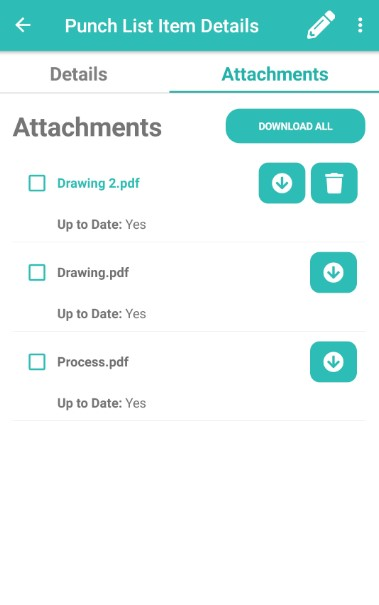 Punch List Item Details
Details
Attachments
Attachments
DOWNLOAD ALL
Drawing 2.pdf
Up to Date: Yes
Drawing.pdf
Up to Date: Yes
Process.pdf
Up to Date: Yes